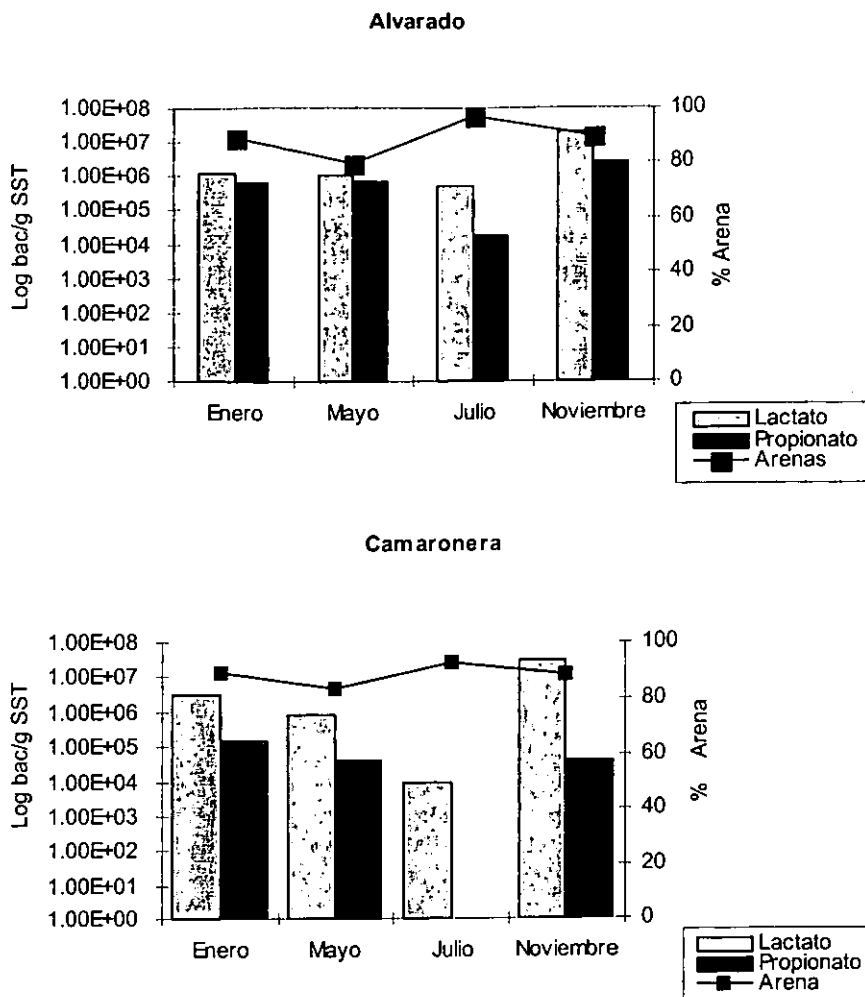 Alvarado
1.00E+08
1.00E+07
1.00E+06
1.00E+05
1.00E+04
1.00E+03
1.00E+02
1.00E+01
1.00E+00
Log bac/g SST
100
80
60
40
20
0
% Arena
Enero
Mayo
Julio
Noviembre
Lactato
Propionato
Arenas
Camaronera
1.00E+08
1.00E+07
1.00E+06
1.00E+05
1.00E+04
1.00E+03
1.00E+02
1.00E+01
1.00E+00
Log bac/g SST
100
80
60
40
20
0
% Arena
Enero
Mayo
Julio
Noviembre
Lactato
Propionato
Arena